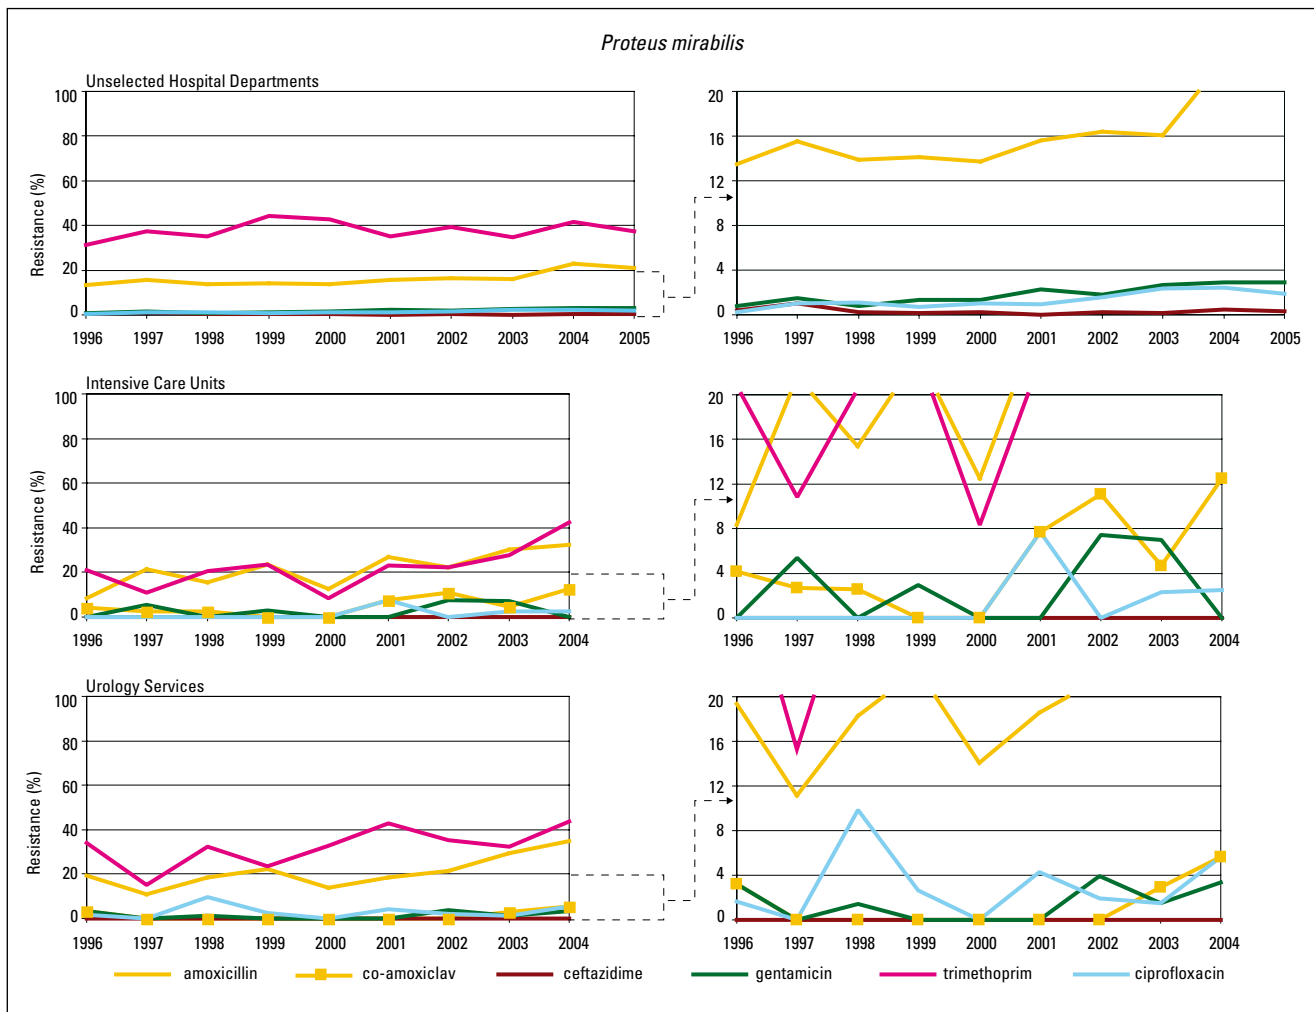 Proteus mirabilis
Unselected Hospital Departments
Resistance (%)
100
80
60
40
20
0
1996 1997 1998 1999 2000 2001 2002 2003 2004 2005
20
16
12
8
4
0
1996 1997 1998 1999 2000 2001 2002 2003 2004 2005
Intensive Care Units
Resistance (%)
100
80
60
40
20
0
1996 1997 1998 1999 2000 2001 2002 2003 2004
20
16
12
8
4
0
1996 1997 1998 1999 2000 2001 2002 2003 2004
Urology Services
Resistance (%)
100
80
60
40
20
0
1996 1997 1998 1999 2000 2001 2002 2003 2004
20
16
12
8
4
0
1996 1997 1998 1999 2000 2001 2002 2003 2004
amoxicillin co-amoxiclav ceftazidime gentamicin trimethoprim ciprofloxacin